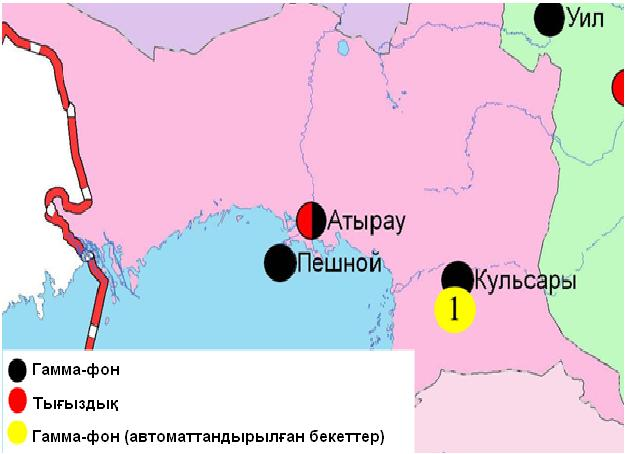 Уил
Атырау
Пешной
Кульсары
1
Гамма-фон
Тығыздық
Гамма-фон (автоматтандырылған бекеттер)